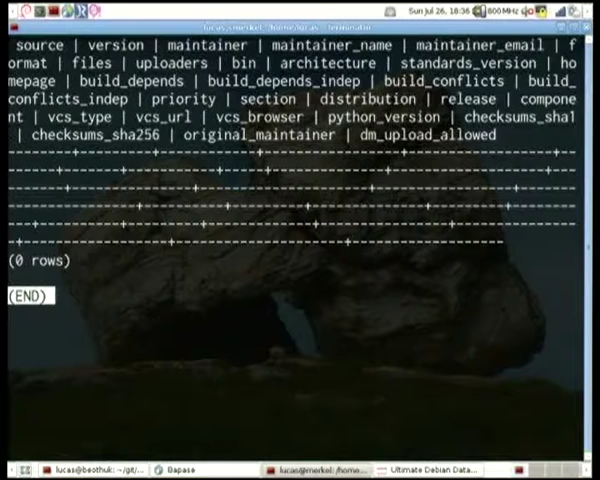 Sun Jul 26, 18:36 800 MHz
lucas@merkel: /home/lucas - Terminator
source | version | maintainer | maintainer_name | maintainer_email | f
ormat | files | uploaders | bin | architecture | standards_version | ho
mepage | build_depends | build_depends_indep | build_conflicts | build_
conflicts_indep | priority | section | distribution | release | compone
nt | vcs_type | vcs_url | vcs_browser | python_version | checksums_sha1
| checksums_sha256 | original_maintainer | dm_upload_allowed
(0 rows)
(END)
lucas@beothuk: ~/git/... Bapase lucas@merkel: /home... Ultimate Debian Data...